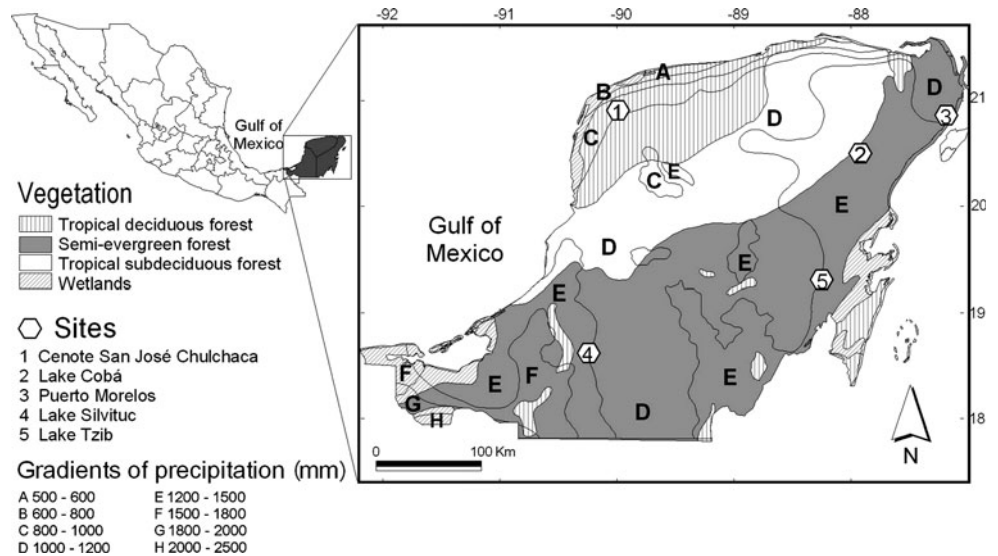 -92 -91 -90 -89 -88
Gulf of
Mexico
Vegetation
Tropical deciduous forest
Semi-evergreen forest
Tropical subdeciduous forest
Wetlands
Sites
1 Cenote San José Chulchaca
2 Lake Cobá
3 Puerto Morelos
4 Lake Silvituc
5 Lake Tzib
Gradients of precipitation (mm)
A 500 - 600 E 1200 - 1500
B 600 - 800 F 1500 - 1800
C 800 - 1000 G 1800 - 2000
D 1000 - 1200 H 2000 - 2500
A
B
1
C
D
D
3
2
E
C
E
Gulf of
Mexico
D
E
E
5
4
F
E
F
E
G
H
D
0 100 Km
N
21
20
19
18